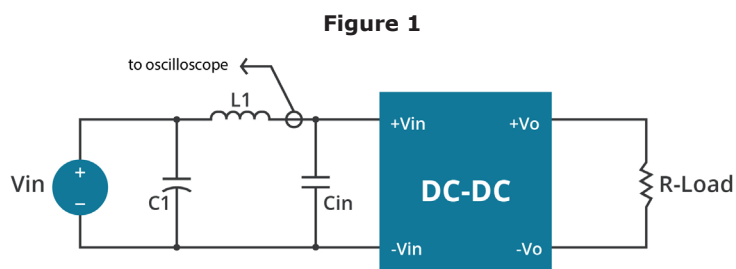 Figure 1
to oscilloscope
L1
+Vin
+Vo
Vin
+
−
C1
Cin
DC-DC
R-Load
-Vin
-Vo